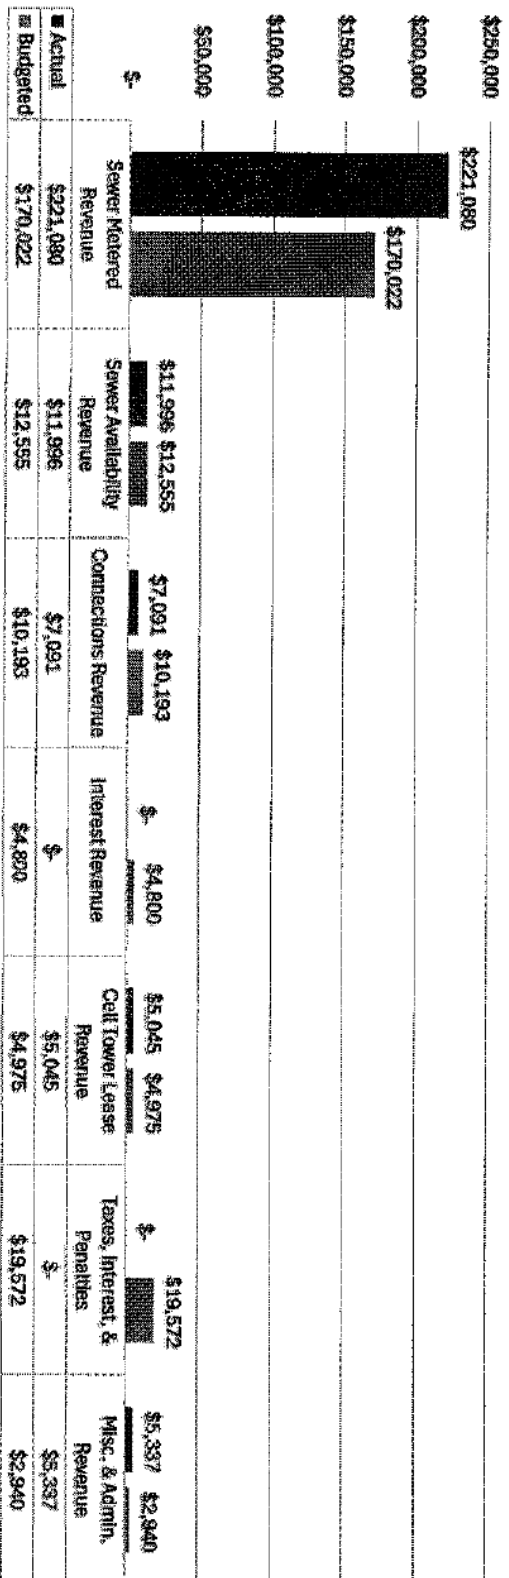 $250,000
$200,000
$150,000
$100,000
$50,000
$-
$221,080
$170,022
$11,996 $12,555
$7,091 $10,193
$- $4,800
$5,045 $4,975
$- $19,572
$5,337 $2,940
Sewer Metered
Revenue
Sewer Availability
Revenue
Connections Revenue
Interest Revenue
Cell Tower Lease
Revenue
Taxes, Interest, &
Penalties
Misc. & Admin.
Revenue
Actual $221,080 $11,996 $7,091 $- $5,045 $- $5,337
Budgeted $170,022 $12,555 $10,193 $4,800 $4,975 $19,572 $2,940